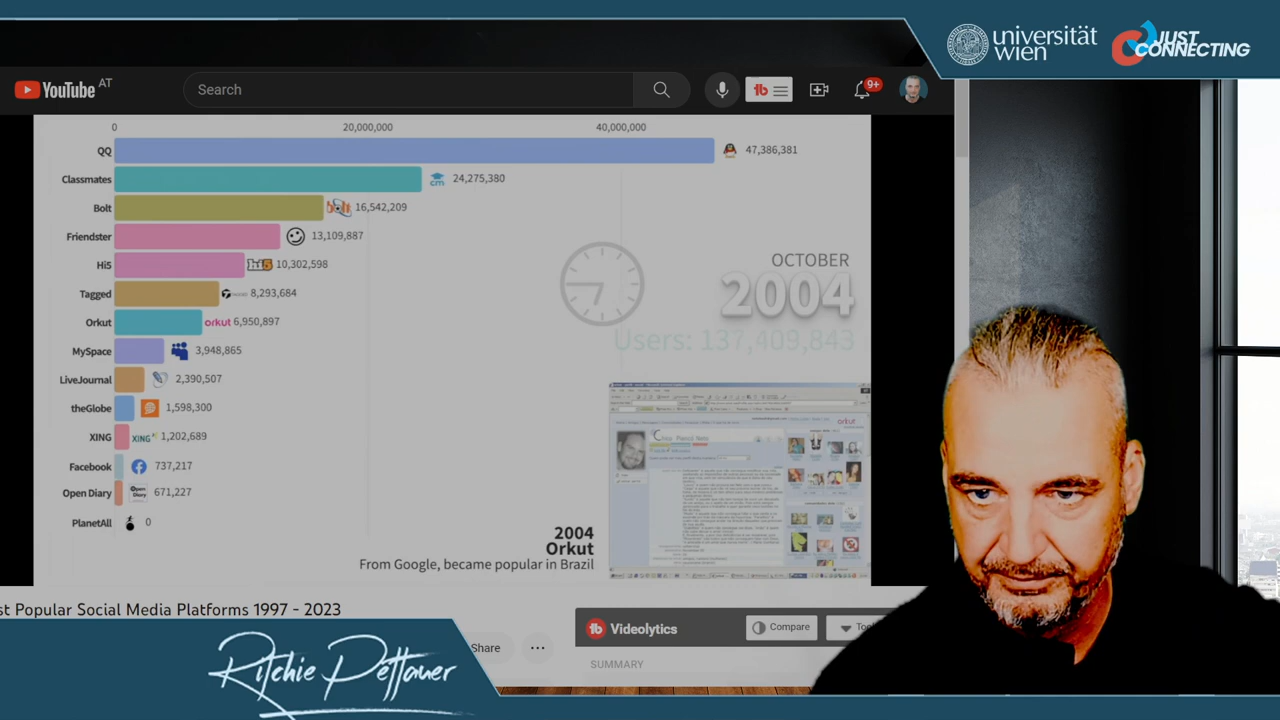 universität
wien
JUST
CONNECTING
YouTube AT
Search
9+
0
20,000,000
40,000,000
QQ 47,386,381
Classmates cm 24,275,380
Bolt bolt 16,542,209
Friendster 13,109,887
Hi5 hi5 10,302,598
Tagged 8,293,684
Orkut orkut 6,950,897
MySpace 3,948,865
LiveJournal 2,390,507
theGlobe 1,598,300
XING XING 1,202,689
Facebook 737,217
Open Diary Open Diary 671,227
PlanetAll 0
OCTOBER
2004
Users: 137,409,843
2004
Orkut
From Google, became popular in Brazil
st Popular Social Media Platforms 1997 - 2023
Share
Videolytics
Compare
SUMMARY
Ritchie Pettauer